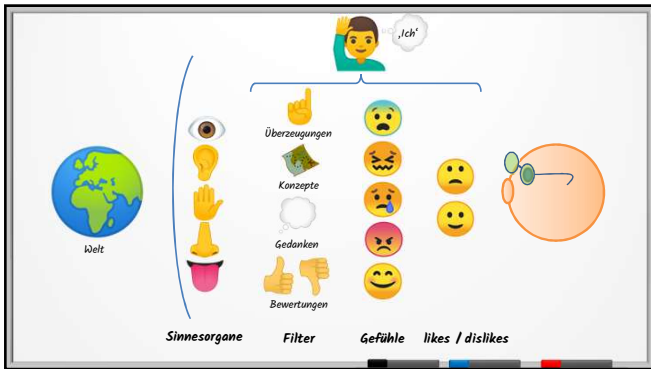 ‚Ich‘
Überzeugungen
Konzepte
Gedanken
Bewertungen
Welt
Sinnesorgane
Filter
Gefühle
likes / dislikes